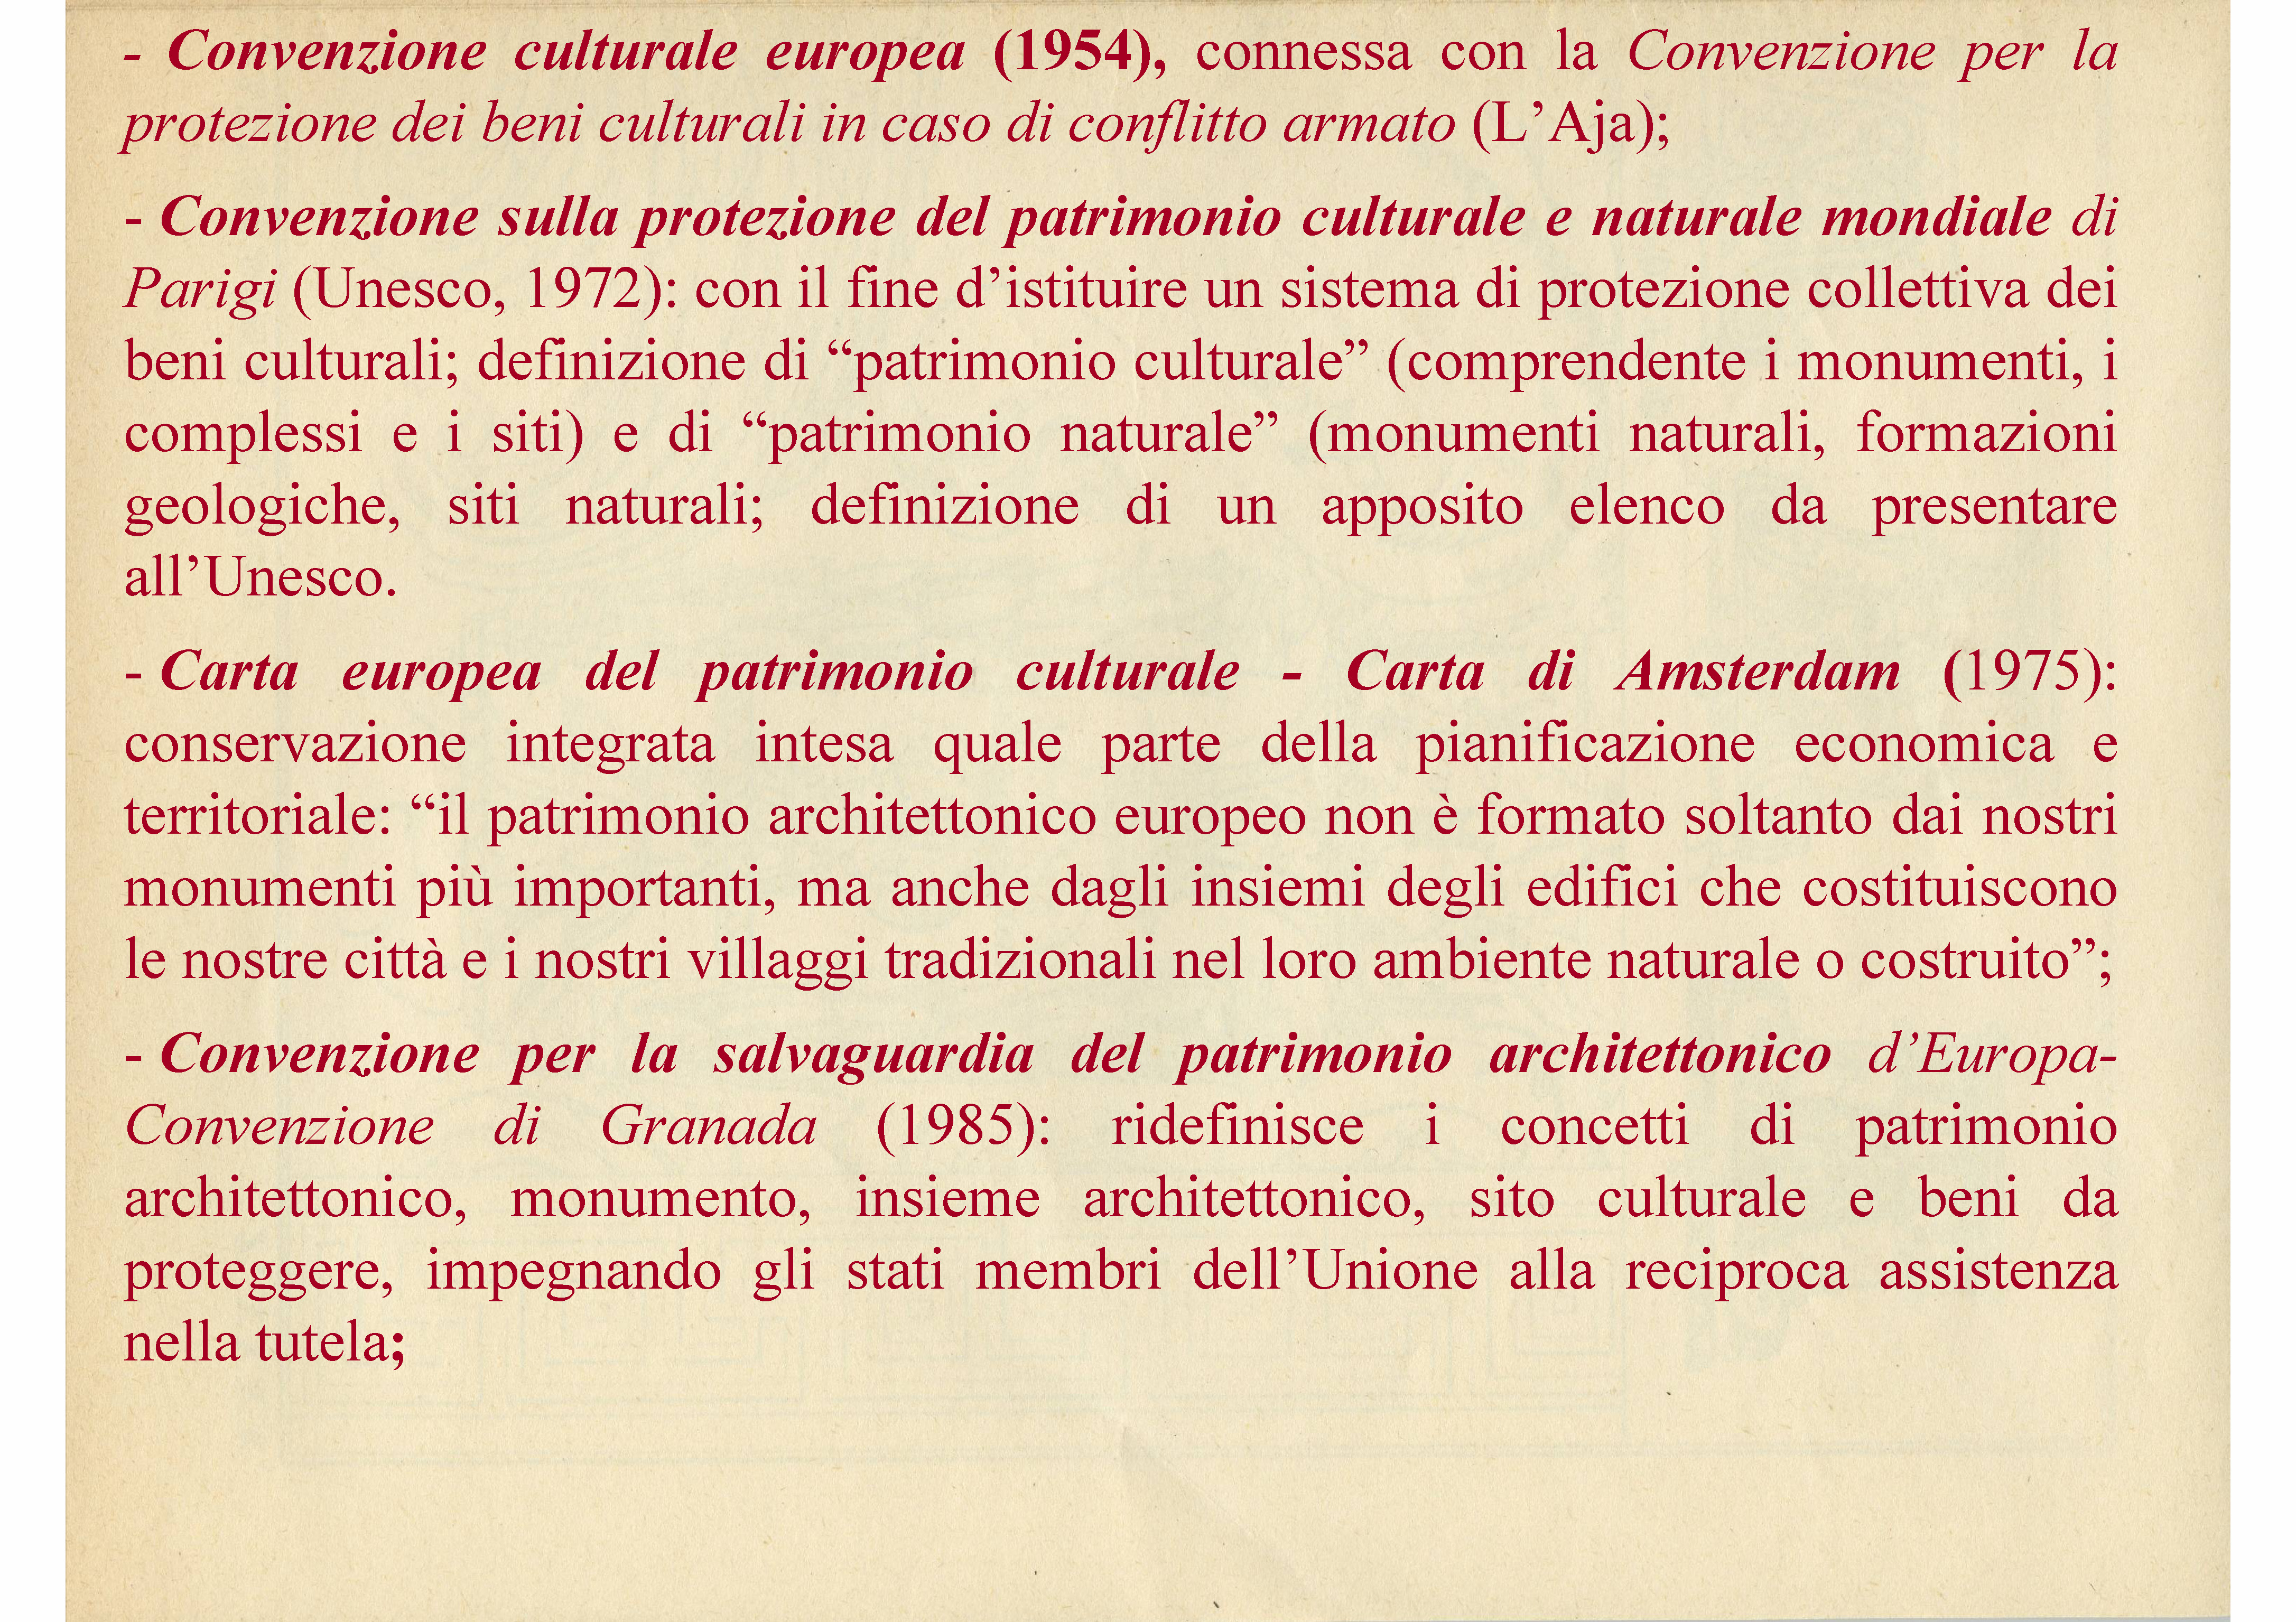 - Convenzione culturale europea (1954), connessa con la Convenzione per la
protezione dei beni culturali in caso di conflitto armato (L’Aja);
- Convenzione sulla protezione del patrimonio culturale e naturale mondiale di
Parigi (Unesco, 1972): con il fine d’istituire un sistema di protezione collettiva dei
beni culturali; definizione di “patrimonio culturale” (comprendente i monumenti, i
complessi e i siti) e di “patrimonio naturale” (monumenti naturali, formazioni
geologiche, siti naturali; definizione di un apposito elenco da presentare
all’Unesco.
- Carta europea del patrimonio culturale - Carta di Amsterdam (1975):
conservazione integrata intesa quale parte della pianificazione economica e
territoriale: “il patrimonio architettonico europeo non è formato soltanto dai nostri
monumenti più importanti, ma anche dagli insiemi degli edifici che costituiscono
le nostre città e i nostri villaggi tradizionali nel loro ambiente naturale o costruito”;
- Convenzione per la salvaguardia del patrimonio architettonico d’Europa-
Convenzione di Granada (1985): ridefinisce i concetti di patrimonio
architettonico, monumento, insieme architettonico, sito culturale e beni da
proteggere, impegnando gli stati membri dell’Unione alla reciproca assistenza
nella tutela;